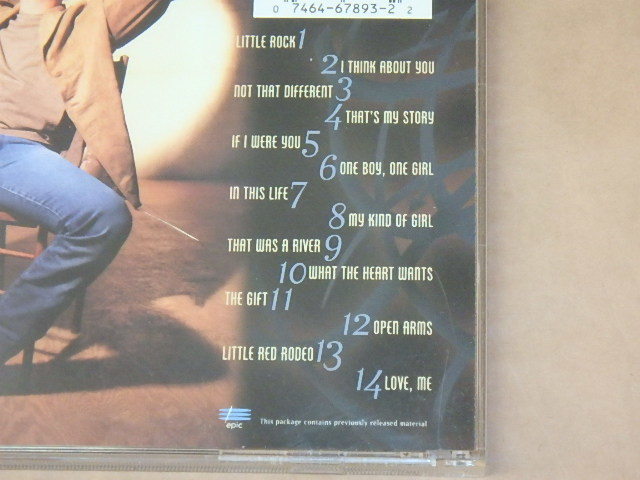 0 7464-67893-2 2
LITTLE ROCK 1
2 I THINK ABOUT YOU
NOT THAT DIFFERENT 3
4 THAT'S MY STORY
IF I WERE YOU 5
6 ONE BOY, ONE GIRL
IN THIS LIFE 7
8 MY KIND OF GIRL
THAT WAS A RIVER 9
10 WHAT THE HEART WANTS
THE GIFT 11
12 OPEN ARMS
LITTLE RED RODEO 13
14 LOVE, ME
epic
This package contains previously released material